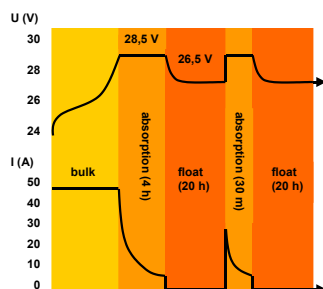 U (V)
30
28
26
24
28,5 V
26,5 V
I (A)
50
40
30
20
10
0
bulk
absorption (4 h)
float
(20 h)
absorption (30 m)
float
(20 h)